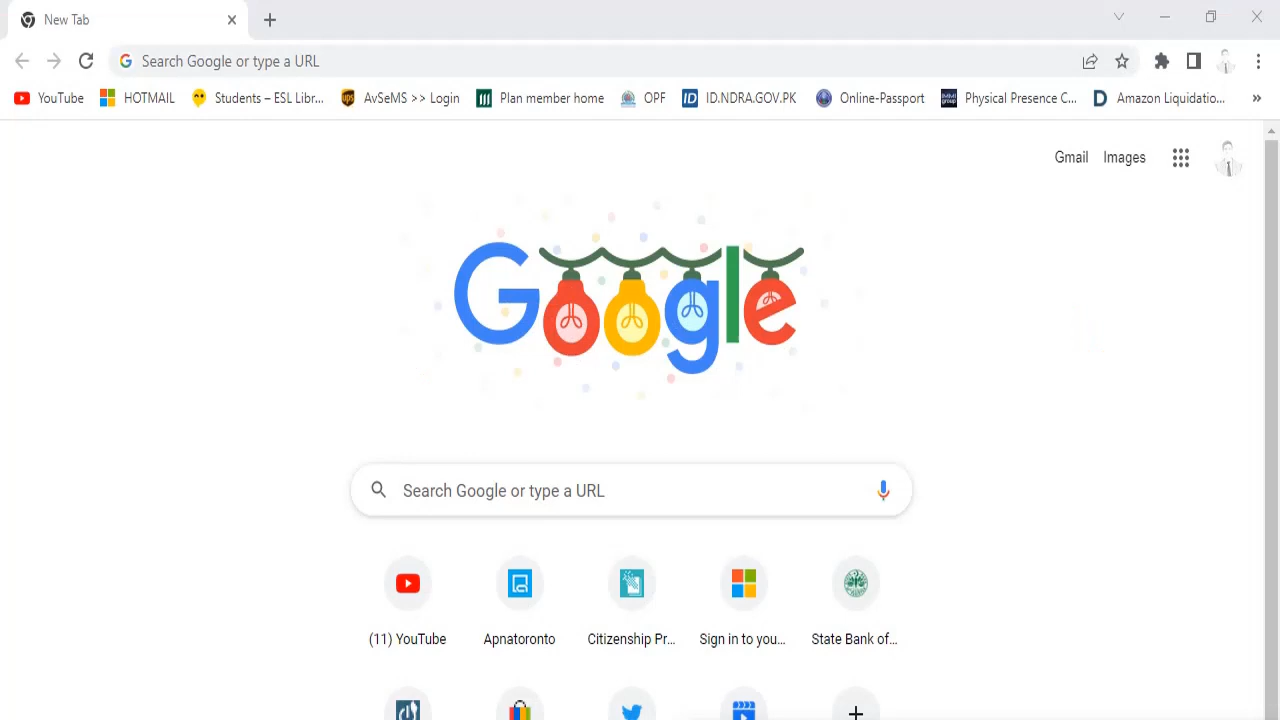 New Tab
Search Google or type a URL
YouTube HOTMAIL Students – ESL Libr... AvSeMS >> Login Plan member home OPF ID.NDRA.GOV.PK Online-Passport Physical Presence C... Amazon Liquidatio... »
Gmail Images
Google
Search Google or type a URL
(11) YouTube Apnatoronto Citizenship Pr... Sign in to you... State Bank of...